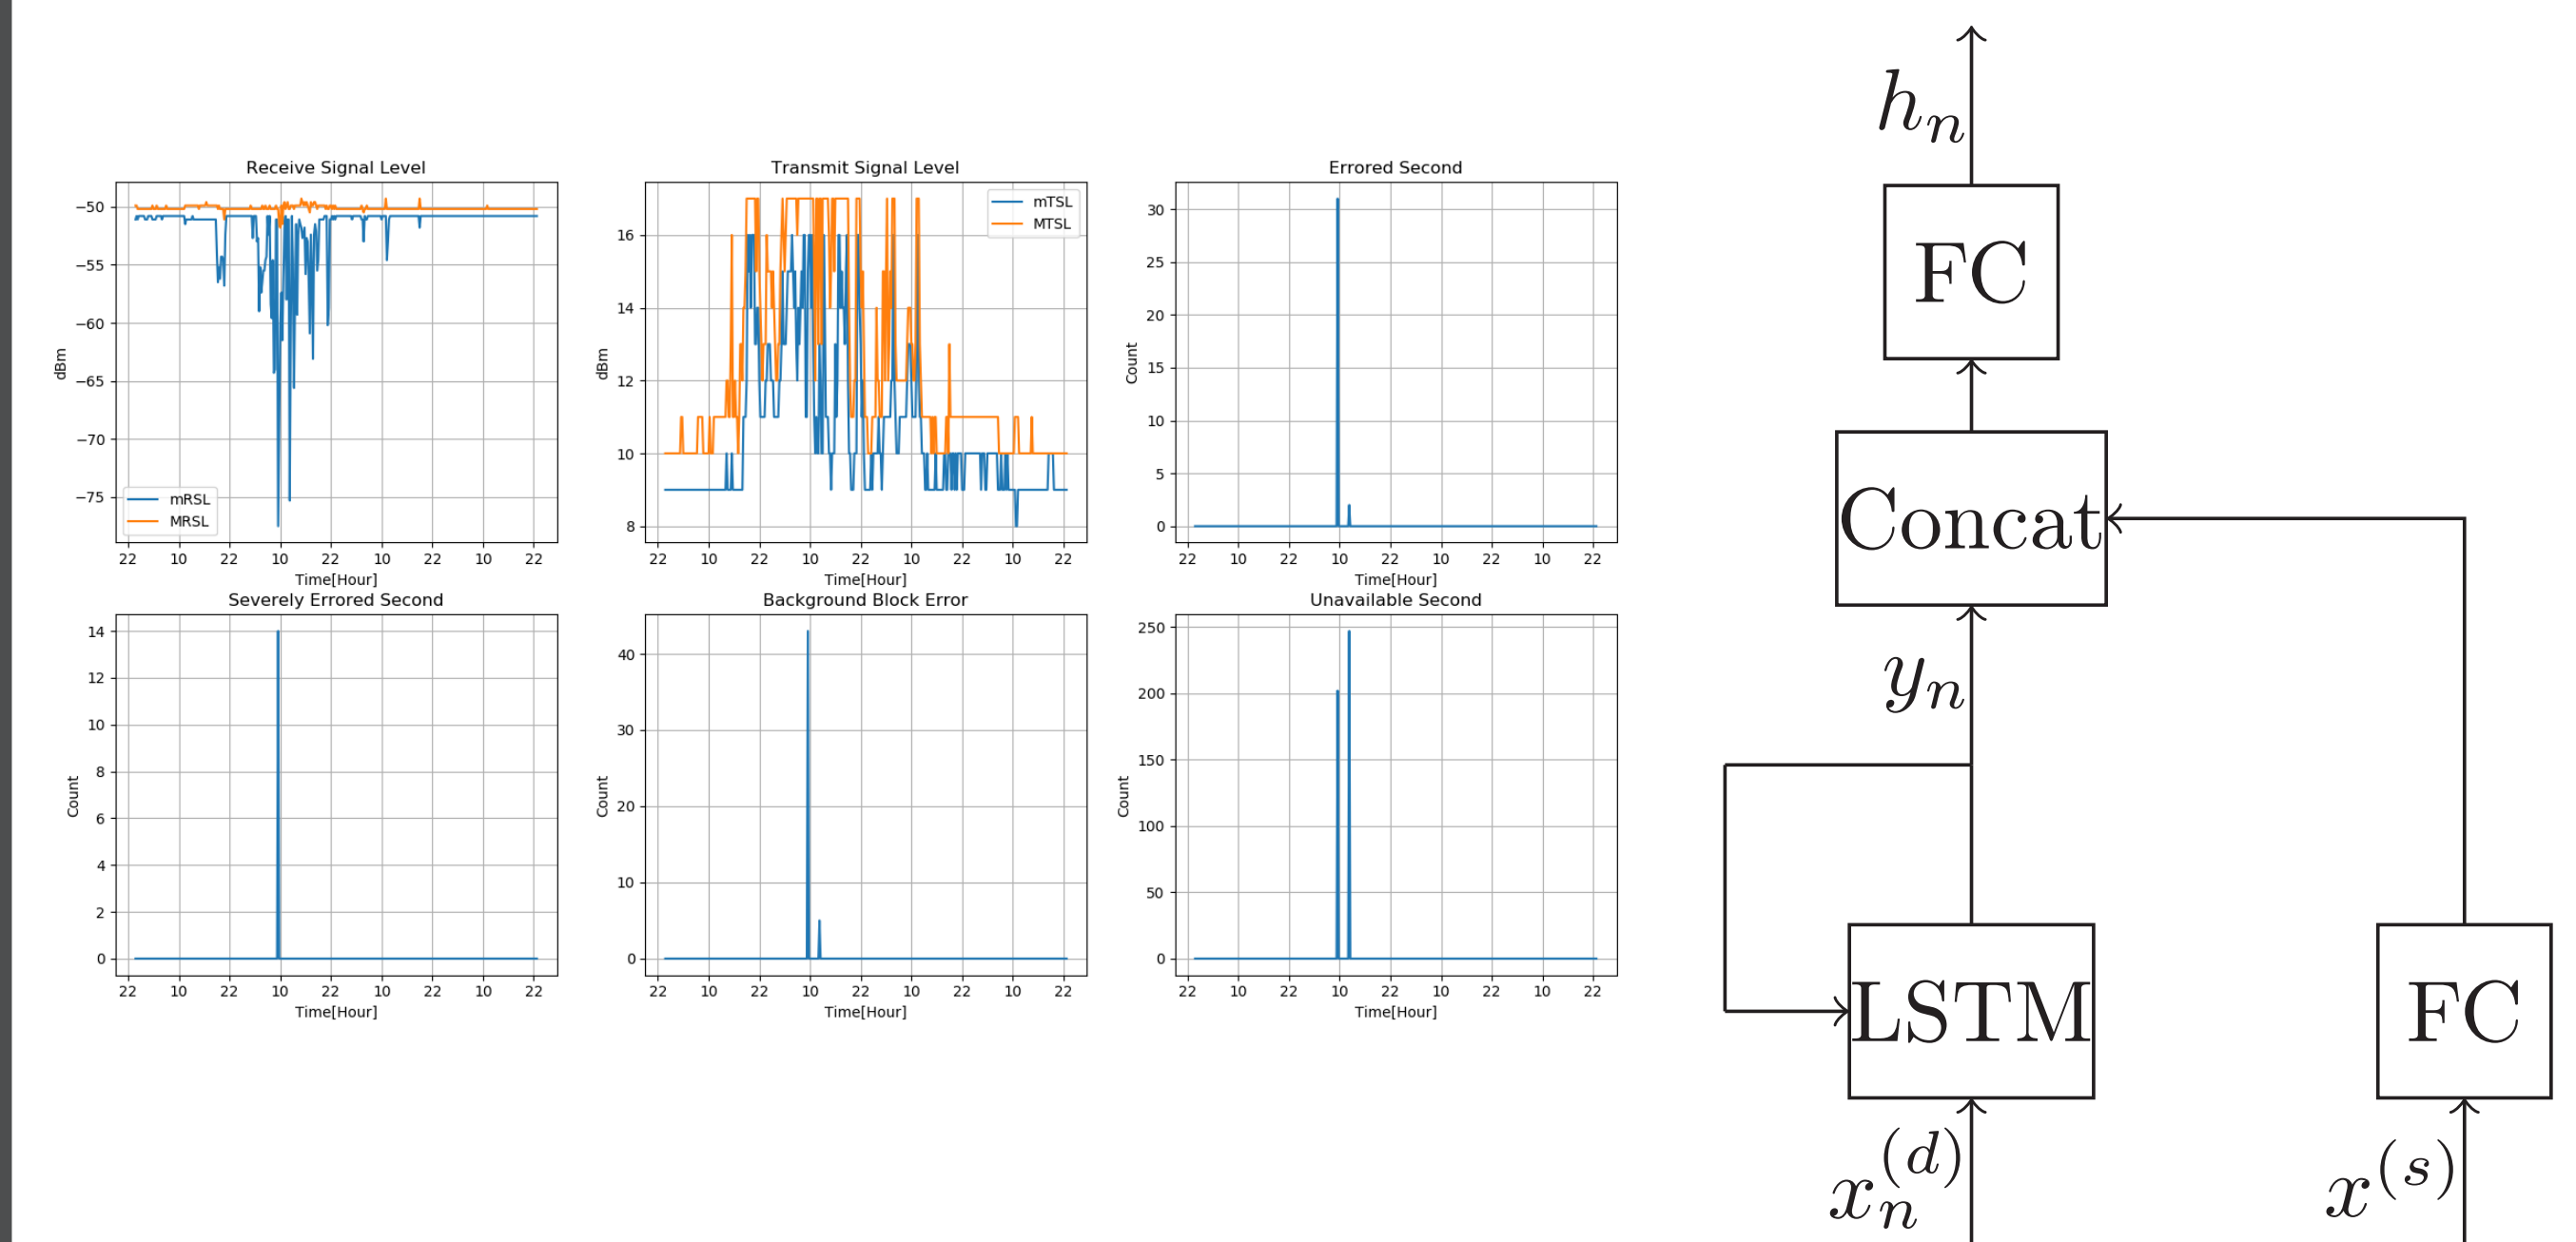 Receive Signal Level
−50
−55
−60
−65
−70
−75
dBm
mRSL
MRSL
22 10 22 10 22 10 22 10 22
Time[Hour]
Transmit Signal Level
16
14
12
10
8
dBm
mTSL
MTSL
22 10 22 10 22 10 22 10 22
Time[Hour]
Errored Second
30
25
20
15
10
5
0
Count
22 10 22 10 22 10 22 10 22
Time[Hour]
Severely Errored Second
14
12
10
8
6
4
2
0
Count
22 10 22 10 22 10 22 10 22
Time[Hour]
Background Block Error
40
30
20
10
0
Count
22 10 22 10 22 10 22 10 22
Time[Hour]
Unavailable Second
250
200
150
100
50
0
Count
22 10 22 10 22 10 22 10 22
Time[Hour]
h_n
FC
Concat
y_n
LSTM
FC
x_n^(d)
x^(s)